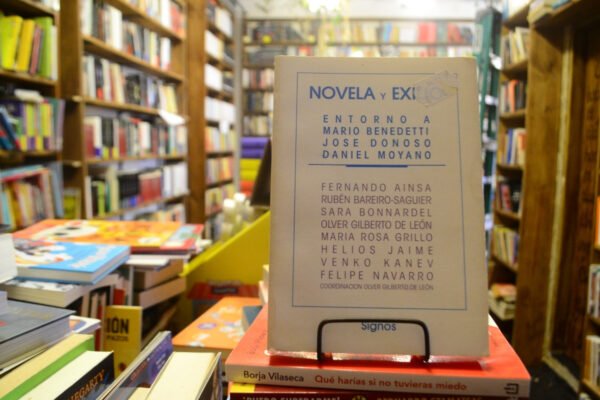 NOVELA Y EXILIO
ENTORNO A
MARIO BENEDETTI
JOSE DONOSO
DANIEL MOYANO
FERNANDO AINSA
RUBÉN BAREIRO-SAGUIER
SARA BONNARDEL
OLVER GILBERTO DE LEÓN
MARIA ROSA GRILLO
HELIOS JAIME
VENKO KANEV
FELIPE NAVARRO
COORDINACION OLVER GILBERTO DE LEÓN
Signos
Borja Vilaseca Qué harías si no tuvieras miedo